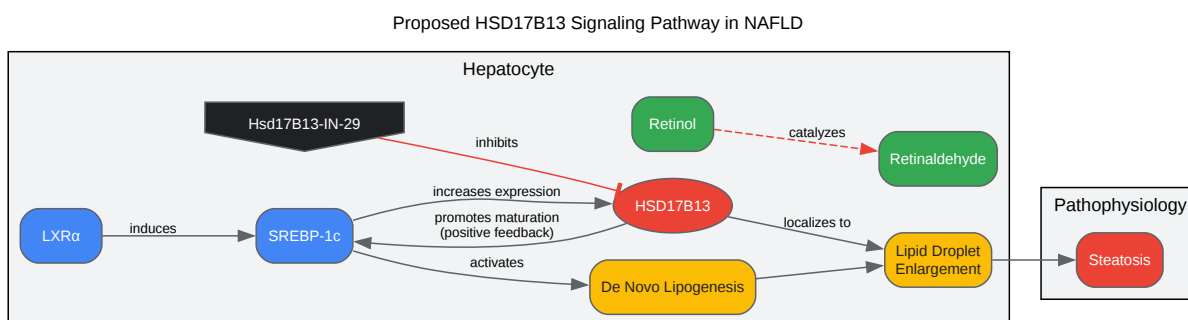 Proposed HSD17B13 Signaling Pathway in NAFLD
Hepatocyte
Hsd17B13-IN-29
inhibits
Retinol
catalyzes
Retinaldehyde
LXRα
induces
SREBP-1c
increases expression
promotes maturation
(positive feedback)
activates
HSD17B13
localizes to
De Novo Lipogenesis
Lipid Droplet
Enlargement
Pathophysiology
Steatosis